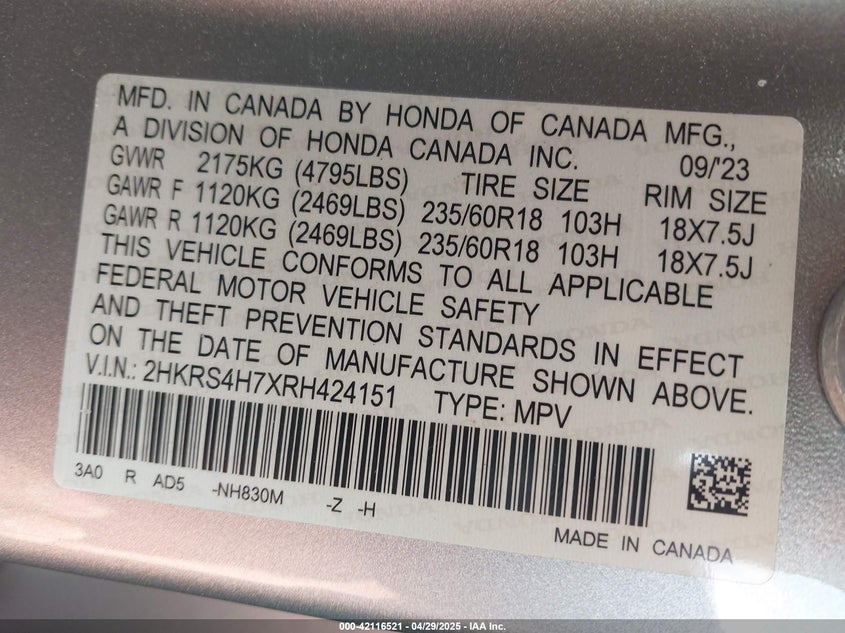 MFD. IN CANADA BY HONDA OF CANADA MFG.,
A DIVISION OF HONDA CANADA INC. 09/'23
GVWR 2175KG (4795LBS) TIRE SIZE RIM SIZE
GAWR F 1120KG (2469LBS) 235/60R18 103H 18X7.5J
GAWR R 1120KG (2469LBS) 235/60R18 103H 18X7.5J
THIS VEHICLE CONFORMS TO ALL APPLICABLE
FEDERAL MOTOR VEHICLE SAFETY
AND THEFT PREVENTION STANDARDS IN EFFECT
ON THE DATE OF MANUFACTURE SHOWN ABOVE.
V.I.N.: 2HKRS4H7XRH424151 TYPE: MPV
3A0 R AD5 -NH830M -Z -H
MADE IN CANADA
000-42116521 | 04/29/2025 - IAA Inc.